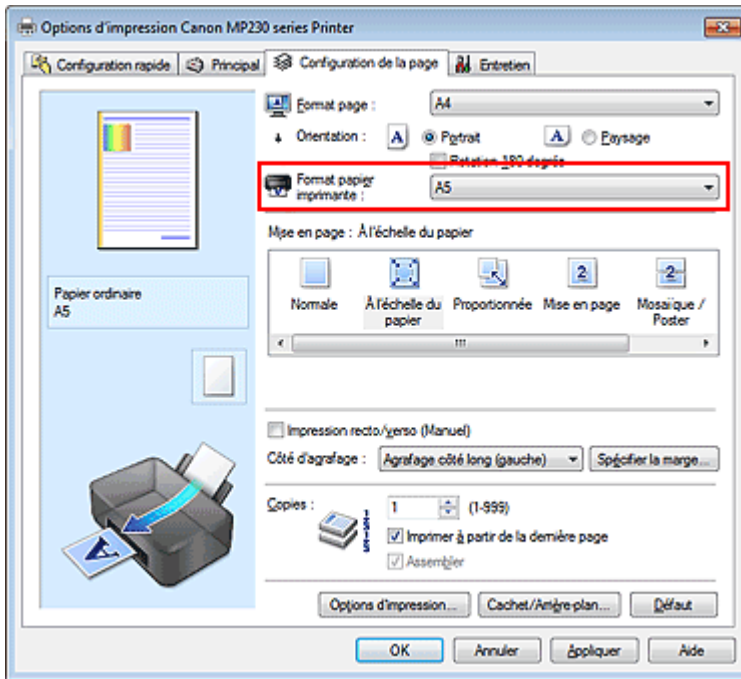 Options d'impression Canon MP230 series Printer
Configuration rapide Principal Configuration de la page Entretien
Format page : A4
Orientation : A Portrait A Paysage
Rotation 180 degrés
Format papier imprimante : A5
Mise en page : À l'échelle du papier
Normale À l'échelle du papier Proportionnée Mise en page Mosaïque / Poster
Papier ordinaire
A5
Impression recto/verso (Manuel)
Côté d'agrafage : Agrafage côté long (gauche) Spécifier la marge...
Copies : 1 (1-999)
Imprimer à partir de la dernière page
Assembler
Options d'impression... Cachet/Arrière-plan... Défaut
OK Annuler Appliquer Aide